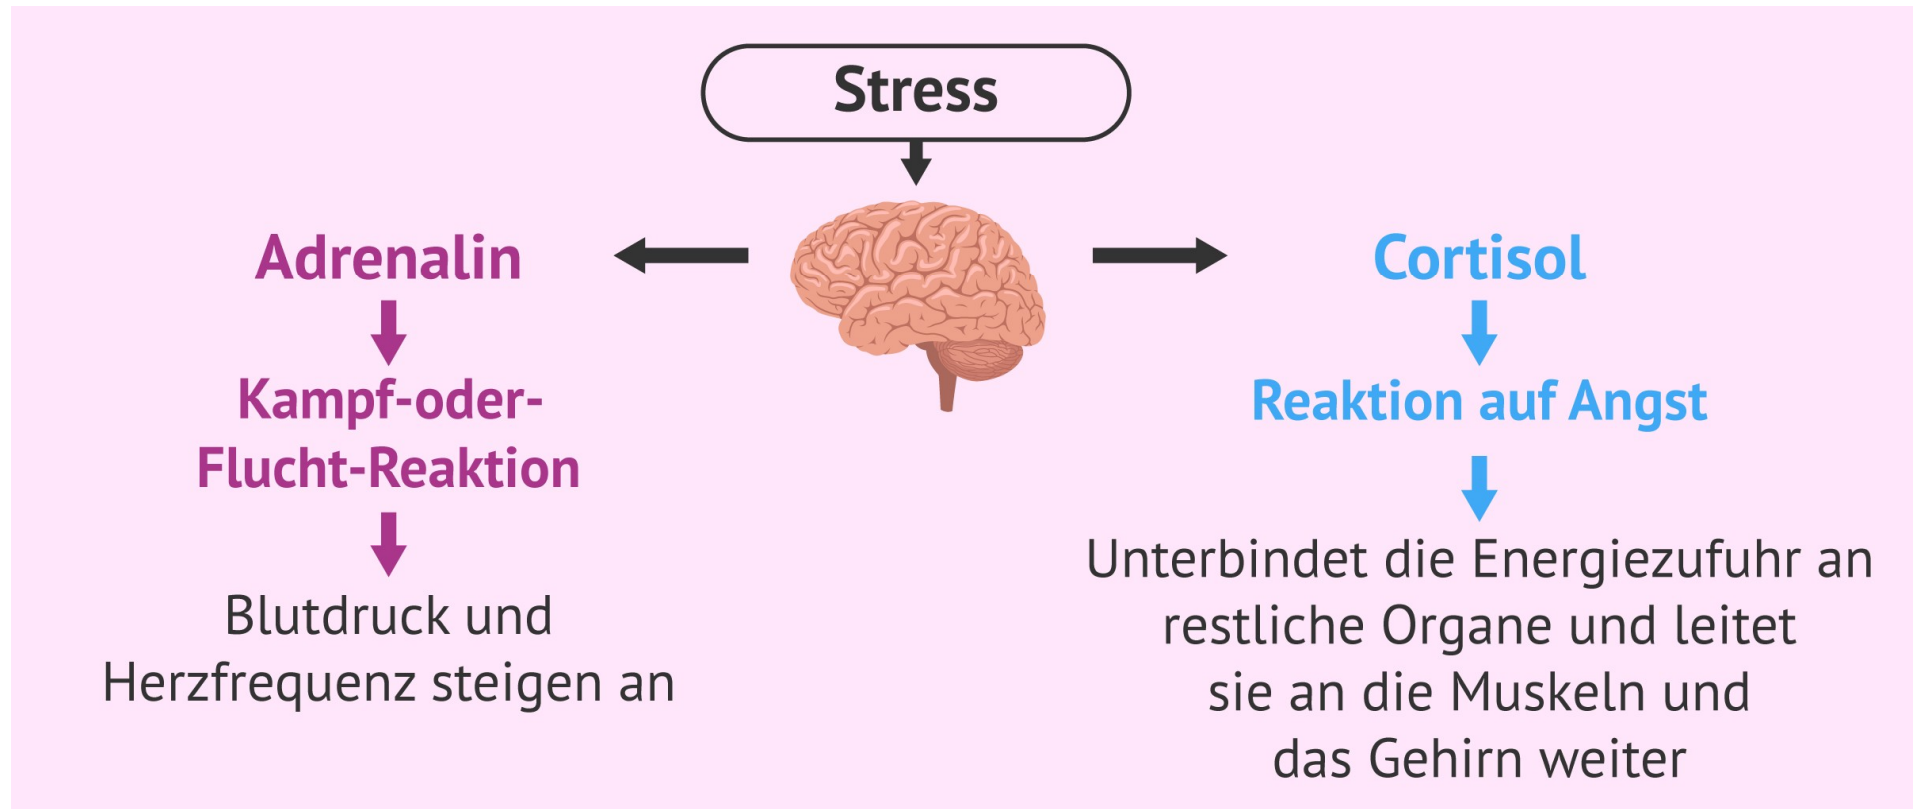 Stress
Adrenalin
Kampf-oder-
Flucht-Reaktion
Blutdruck und
Herzfrequenz steigen an
Cortisol
Reaktion auf Angst
Unterbindet die Energiezufuhr an
restliche Organe und leitet
sie an die Muskeln und
das Gehirn weiter